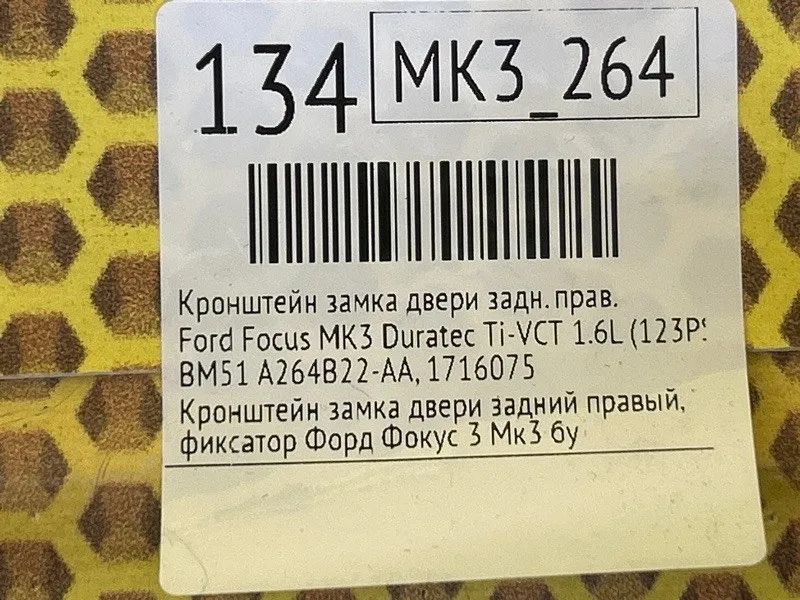 134 MK3_264
Кронштейн замка двери задн. прав.
Ford Focus MK3 Duratec Ti-VCT 1.6L (123PS
BM51 A264B22-AA, 1716075
Кронштейн замка двери задний правый,
фиксатор Форд Фокус 3 Мк3 бу